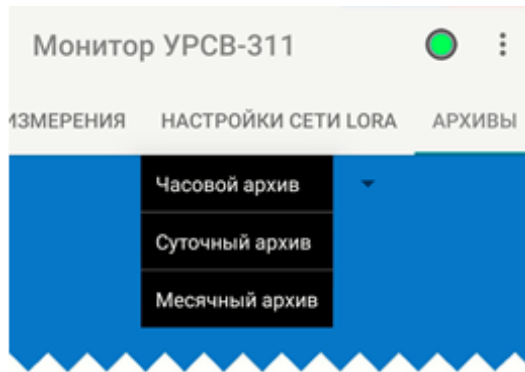 Монитор УРСВ-311
ИЗМЕРЕНИЯ НАСТРОЙКИ СЕТИ LORA АРХИВЫ
Часовой архив
Суточный архив
Месячный архив